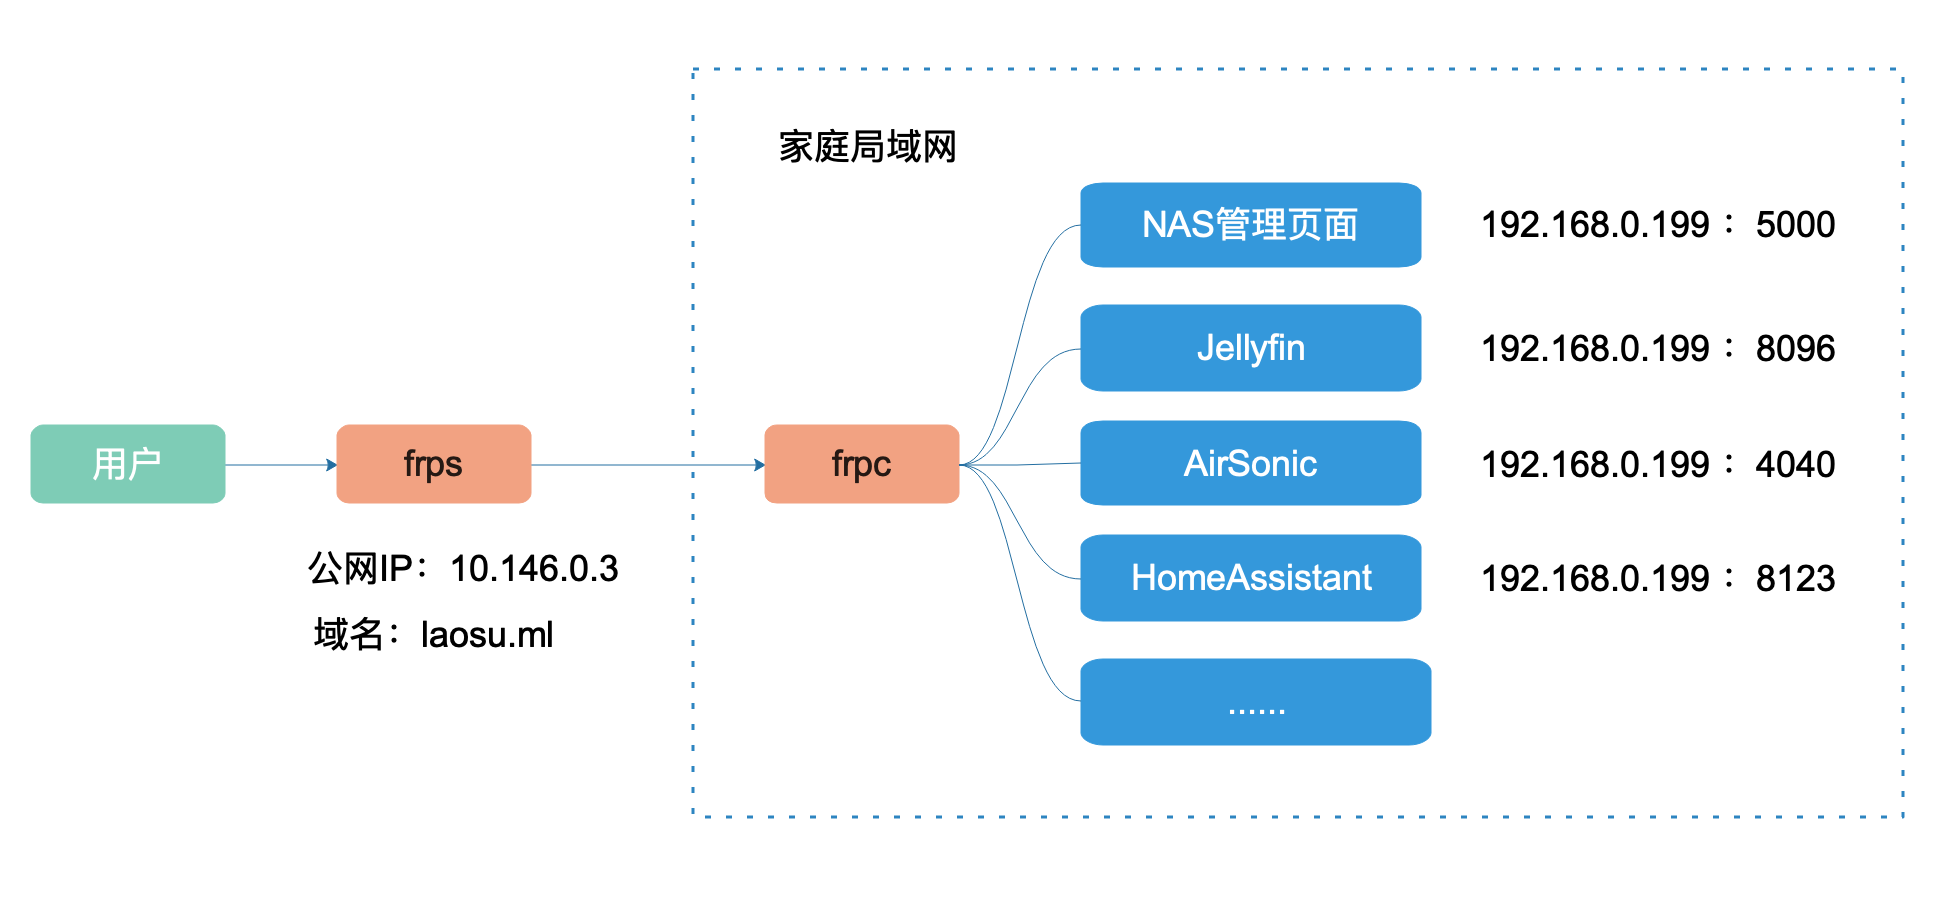 家庭局域网
NAS管理页面 192.168.0.199： 5000
Jellyfin 192.168.0.199： 8096
用户 frps frpc AirSonic 192.168.0.199： 4040
公网IP：10.146.0.3 HomeAssistant 192.168.0.199： 8123
域名：laosu.ml
......